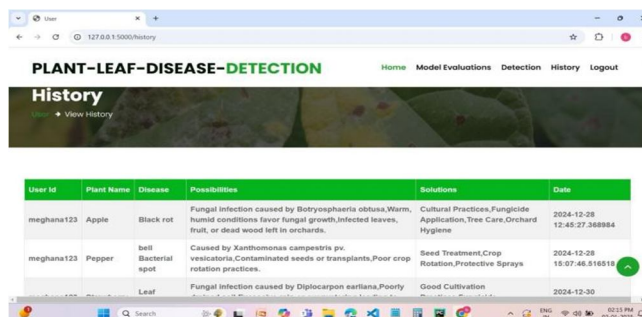 User
127.0.0.1:5000/history
PLANT-LEAF-DISEASE-DETECTION
Home Model Evaluations Detection History Logout
History
User → View History
User Id Plant Name Disease Possibilities Solutions Date
meghana123 Apple Black rot
Fungal infection caused by Botryosphaeria obtusa,Warm,
humid conditions favor fungal growth,Infected leaves,
fruit, or dead wood left in orchards.
Cultural Practices,Fungicide
Application,Tree Care,Orchard
Hygiene
2024-12-28
12:45:27.368984
meghana123 Pepper
bell
Bacterial
spot
Caused by Xanthomonas campestris pv.
vesicatoria,Contaminated seeds or transplants,Poor crop
rotation practices.
Seed Treatment,Crop
Rotation,Protective Sprays
2024-12-28
15:07:46.516518
Leaf
Fungal infection caused by Diplocarpon earliana,Poorly
Good Cultivation
2024-12-30
Search
ENG
02:15 PM